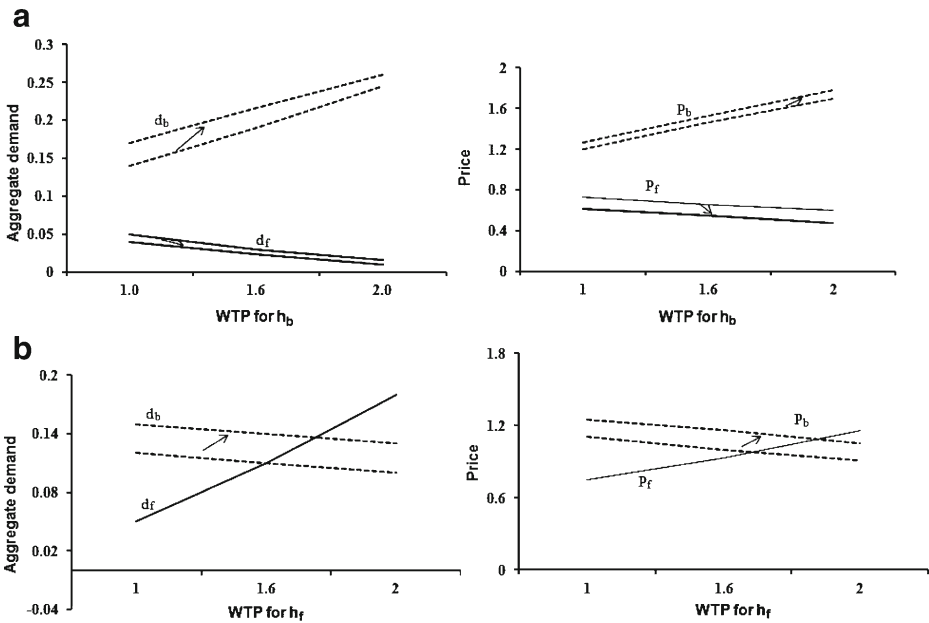 a
Aggregate demand
0.3
0.25
0.2
0.15
0.1
0.05
0
d_b
d_f
1.0
1.6
2.0
WTP for h_b
Price
2
1.6
1.2
0.8
0.4
0
p_b
p_f
1
1.6
2
WTP for h_b
b
Aggregate demand
0.2
0.14
0.08
0.02
-0.04
d_b
d_f
1
1.6
2
WTP for h_f
Price
1.8
1.2
0.6
0
p_b
p_f
1
1.6
2
WTP for h_f